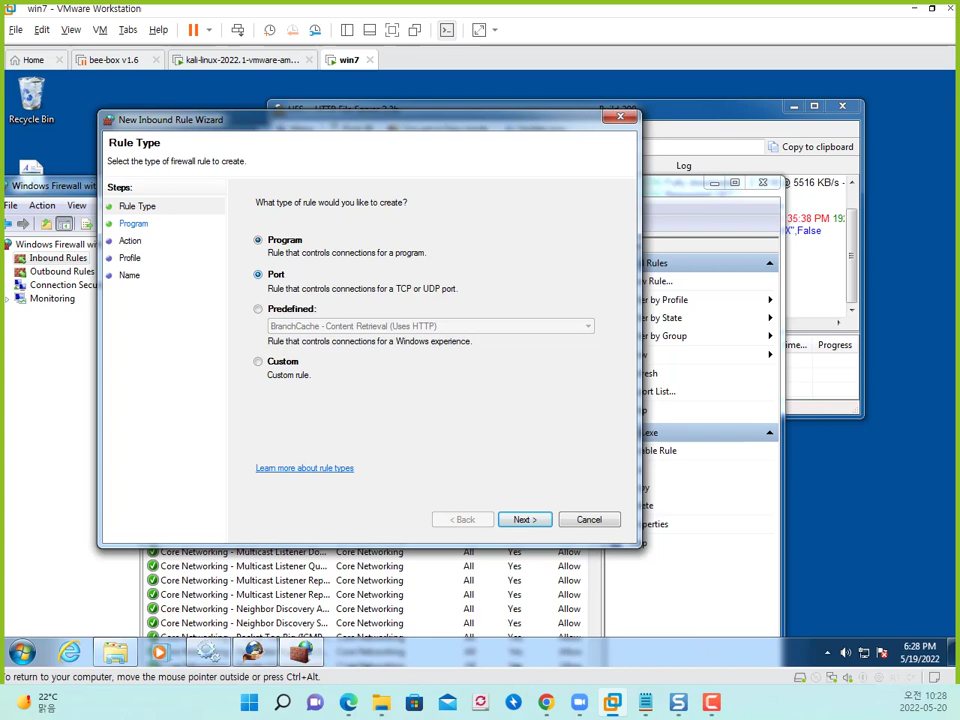 win7 - VMware Workstation
File Edit View VM Tabs Help
Home bee-box v1.6 kali-linux-2022.1-vmware-am... win7
Recycle Bin
New Inbound Rule Wizard
Rule Type
Select the type of firewall rule to create.
Steps:
Rule Type
Program
Action
Profile
Name
What type of rule would you like to create?
Program
Rule that controls connections for a program.
Port
Rule that controls connections for a TCP or UDP port.
Predefined:
BranchCache - Content Retrieval (Uses HTTP)
Rule that controls connections for a Windows experience.
Custom
Custom rule.
Learn more about rule types
< Back Next > Cancel
Windows Firewall wit
File Action View
Windows Firewall with
Inbound Rules
Outbound Rules
Connection Secu
Monitoring
Copy to clipboard
Log
@ 5516 KB/s -
:35:38 PM 19:
X",False
Rules
w Rule...
er by Profile
er by State
er by Group
w
esh
ort List...
p
.exe
able Rule
py
ete
perties
p
ime... Progress
Core Networking - Multicast Listener Do... Core Networking All Yes Allow
Core Networking - Multicast Listener Qu... Core Networking All Yes Allow
Core Networking - Multicast Listener Rep... Core Networking All Yes Allow
Core Networking - Multicast Listener Rep... Core Networking All Yes Allow
Core Networking - Neighbor Discovery A... Core Networking All Yes Allow
Core Networking - Neighbor Discovery S... Core Networking All Yes Allow
6:28 PM
5/19/2022
To return to your computer, move the mouse pointer outside or press Ctrl+Alt.
22°C
맑음
오전 10:28
2022-05-20